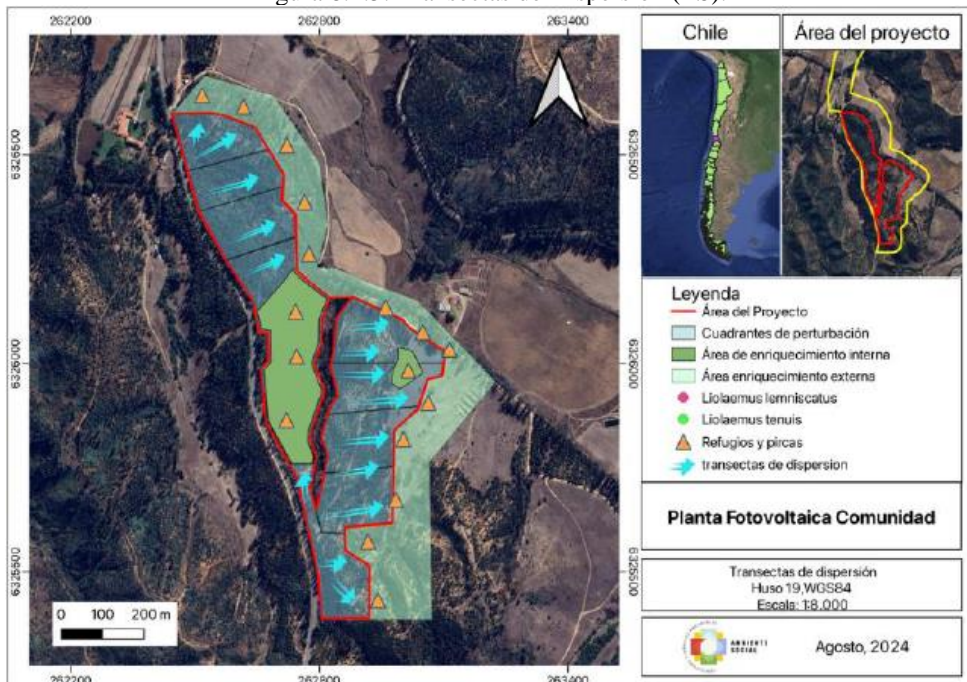 262200
262800
263400
Chile
Área del proyecto
6326500
6326500
6326000
6326000
6325500
6325500
Leyenda
Área del Proyecto
Cuadrantes de perturbación
Área de enriquecimiento interna
Área enriquecimiento externa
Liolaemus lemniscatus
Liolaemus tenuis
Refugios y pircas
transectas de dispersion
Planta Fotovoltaica Comunidad
Transectas de dispersión
Huso 19,WGS84
Escala: 1:8.000
0 100 200 m
AMBIENTE
SOCIAL
Agosto, 2024
262200
262800
263400